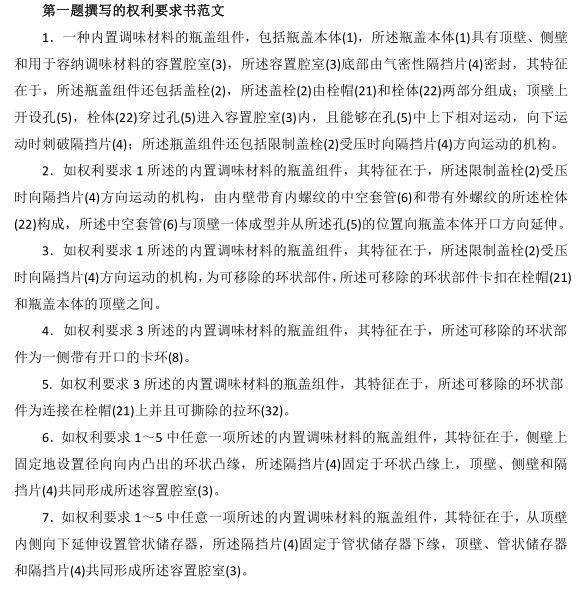 第一题撰写的权利要求书范文
1．一种内置调味材料的瓶盖组件，包括瓶盖本体(1)，所述瓶盖本体(1)具有顶壁、侧壁
和用于容纳调味材料的容置腔室(3)，所述容置腔室(3)底部由气密性隔挡片(4)密封，其特征
在于，所述瓶盖组件还包括盖栓(2)，所述盖栓(2)由栓帽(21)和栓体(22)两部分组成；顶壁上
开设孔(5)，栓体(22)穿过孔(5)进入容置腔室(3)内，且能够在孔(5)中上下相对运动，向下运
动时刺破隔挡片(4)；所述瓶盖组件还包括限制盖栓(2)受压时向隔挡片(4)方向运动的机构。
2．如权利要求 1 所述的内置调味材料的瓶盖组件，其特征在于，所述限制盖栓(2)受压
时向隔挡片(4)方向运动的机构，由内壁带育内螺纹的中空套管(6)和带有外螺纹的所述栓体
(22)构成，所述中空套管(6)与顶壁一体成型并从所述孔(5)的位置向瓶盖本体开口方向延伸。
3．如权利要求 1 所述的内置调味材料的瓶盖组件，其特征在于，所述限制盖栓(2)受压
时向隔挡片(4)方向运动的机构，为可移除的环状部件，所述可移除的环状部件卡扣在栓帽(21)
和瓶盖本体的顶壁之间。
4．如权利要求 3 所述的内置调味材料的瓶盖组件，其特征在于，所述可移除的环状部
件为一侧带有开口的卡环(8)。
5. 如权利要求 3 所述的内置调味材料的瓶盖组件，其特征在于，所述可移除的环状部
件为连接在栓帽(21)上并且可撕除的拉环(32)。
6．如权利要求 1～5 中任意一项所述的内置调味材料的瓶盖组件，其特征在于，侧壁上
固定地设置径向向内凸出的环状凸缘，所述隔挡片(4)固定于环状凸缘上，顶壁、侧壁和隔
挡片(4)共同形成所述容置腔室(3)。
7．如权利要求 1～5 中任意一项所述的内置调味材料的瓶盖组件，其特征在于，从顶壁
内侧向下延伸设置管状储存器，所述隔挡片(4)固定于管状储存器下缘，顶壁、管状储存器
和隔挡片(4)共同形成所述容置腔室(3)。